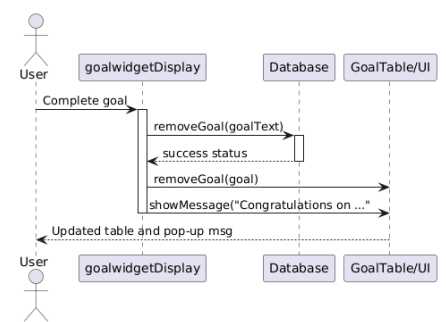 User
goalwidgetDisplay
Database
GoalTable/UI
Complete goal
removeGoal(goalText)
success status
removeGoal(goal)
showMessage("Congratulations on ..."
Updated table and pop-up msg
User
goalwidgetDisplay
Database
GoalTable/UI